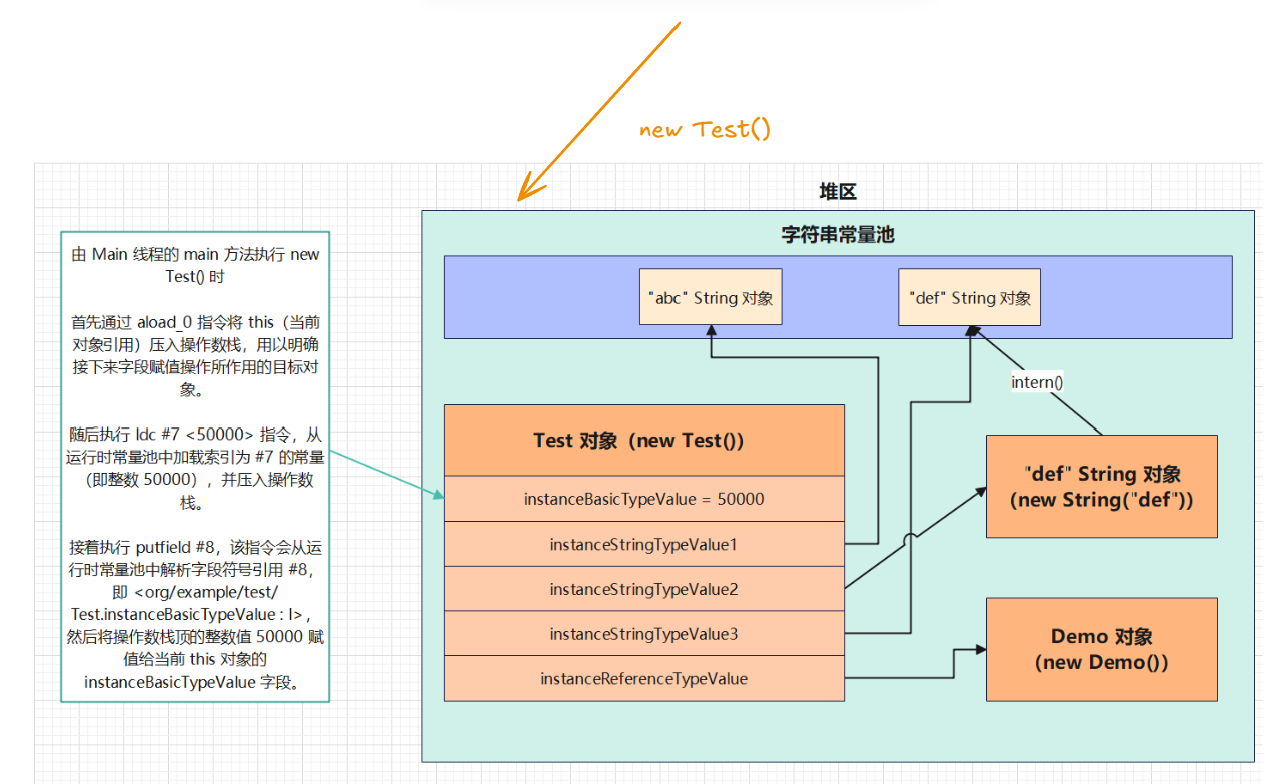 new Test()
堆区
字符串常量池
"abc" String 对象
"def" String 对象
由 Main 线程的 main 方法执行 new
Test() 时
首先通过 aload_0 指令将 this（当前
对象引用）压入操作数栈，用以明确
接下来字段赋值操作所作用的目标对
象。
随后执行 ldc #7 <50000> 指令，从
运行时常量池中加载索引为 #7 的常量
（即整数 50000），并压入操作数
栈。
接着执行 putfield #8，该指令会从运
行时常量池中解析字段符号引用 #8，
即 <org/example/test/
Test.instanceBasicTypeValue : I>，
然后将操作数栈顶的整数值 50000 赋
值给当前 this 对象的
instanceBasicTypeValue 字段。
intern()
Test 对象（new Test()）
instanceBasicTypeValue = 50000
instanceStringTypeValue1
instanceStringTypeValue2
instanceStringTypeValue3
instanceReferenceTypeValue
"def" String 对象
(new String("def"))
Demo 对象
（new Demo()）